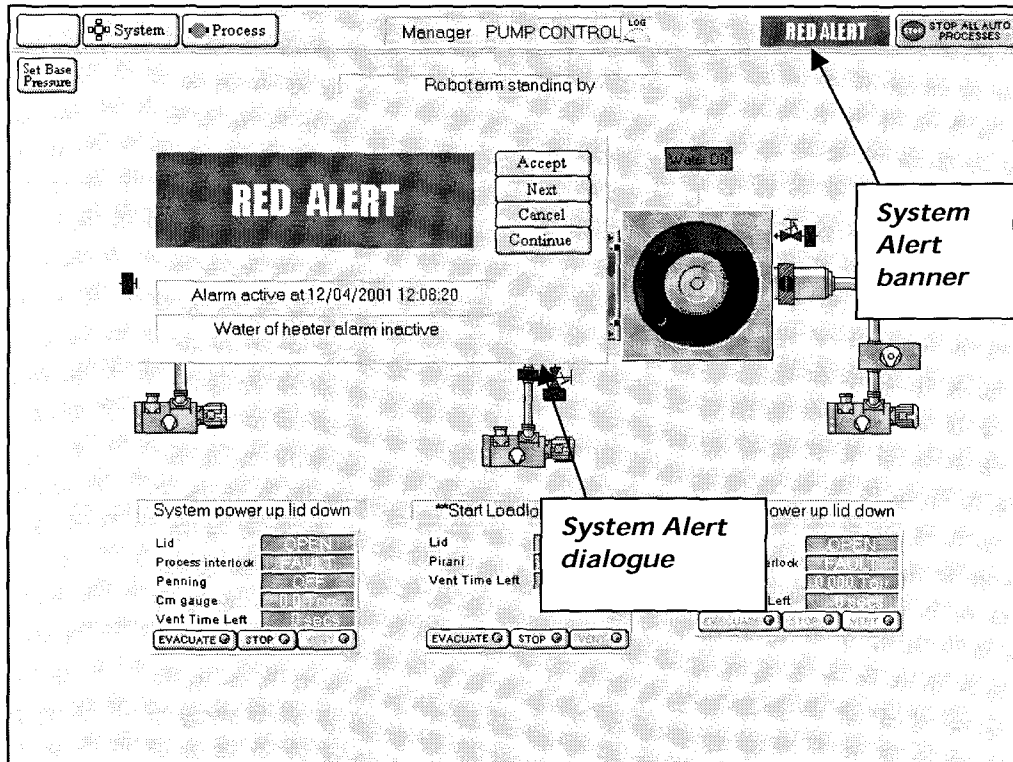 System
Process
Manager PUMP CONTROL
LOG
RED ALERT
STOP ALL AUTO
PROCESSES
Set Base
Pressure
Robot arm standing by
RED ALERT
Accept
Next
Cancel
Continue
Water Off
System
Alert
banner
Alarm active at 12/04/2001 12:08:20
Water of heater alarm inactive
System power up lid down
Lid OPEN
Process interlock FAULT
Penning OFF
Cm gauge
Vent Time Left
EVACUATE STOP VENT
**Start Loadlo
Lid
Pirani
Vent Time Left
EVACUATE STOP VENT
System Alert
dialogue
ower up lid down
OPEN
erlock FAULT
Left
EVACUATE STOP VENT